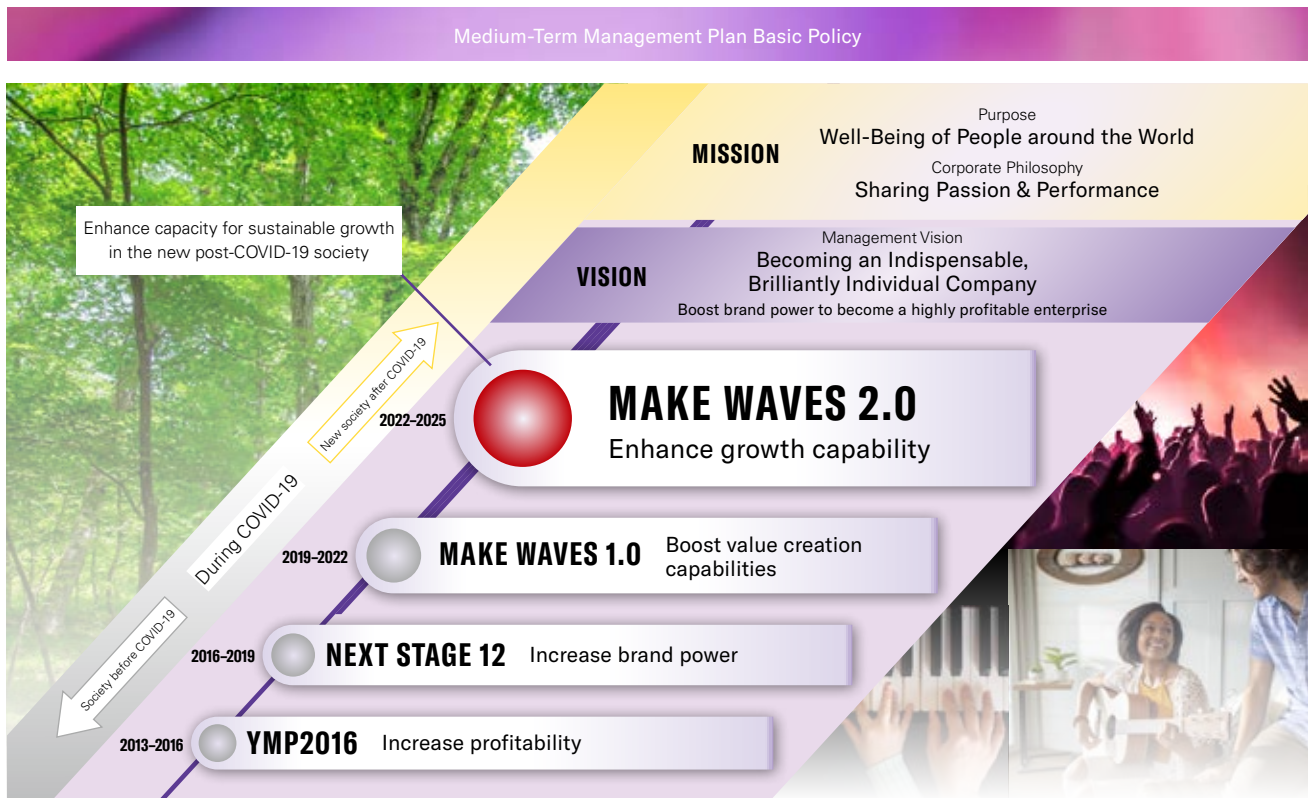 Medium-Term Management Plan Basic Policy
MISSION
Purpose
Well-Being of People around the World
Corporate Philosophy
Sharing Passion & Performance
Enhance capacity for sustainable growth
in the new post-COVID-19 society
VISION
Management Vision
Becoming an Indispensable,
Brilliantly Individual Company
Boost brand power to become a highly profitable enterprise
New society after COVID-19
2022–2025
MAKE WAVES 2.0
Enhance growth capability
During COVID-19
2019–2022
MAKE WAVES 1.0
Boost value creation
capabilities
Society before COVID-19
2016–2019
NEXT STAGE 12
Increase brand power
2013–2016
YMP2016
Increase profitability